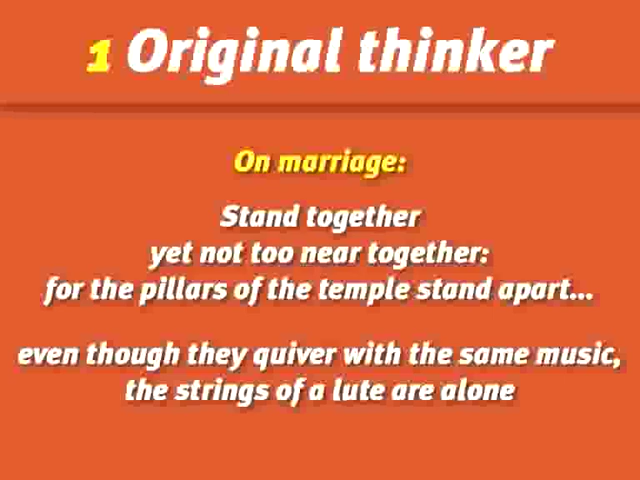 1 Original thinker
On marriage:
Stand together
yet not too near together:
for the pillars of the temple stand apart...
even though they quiver with the same music,
the strings of a lute are alone